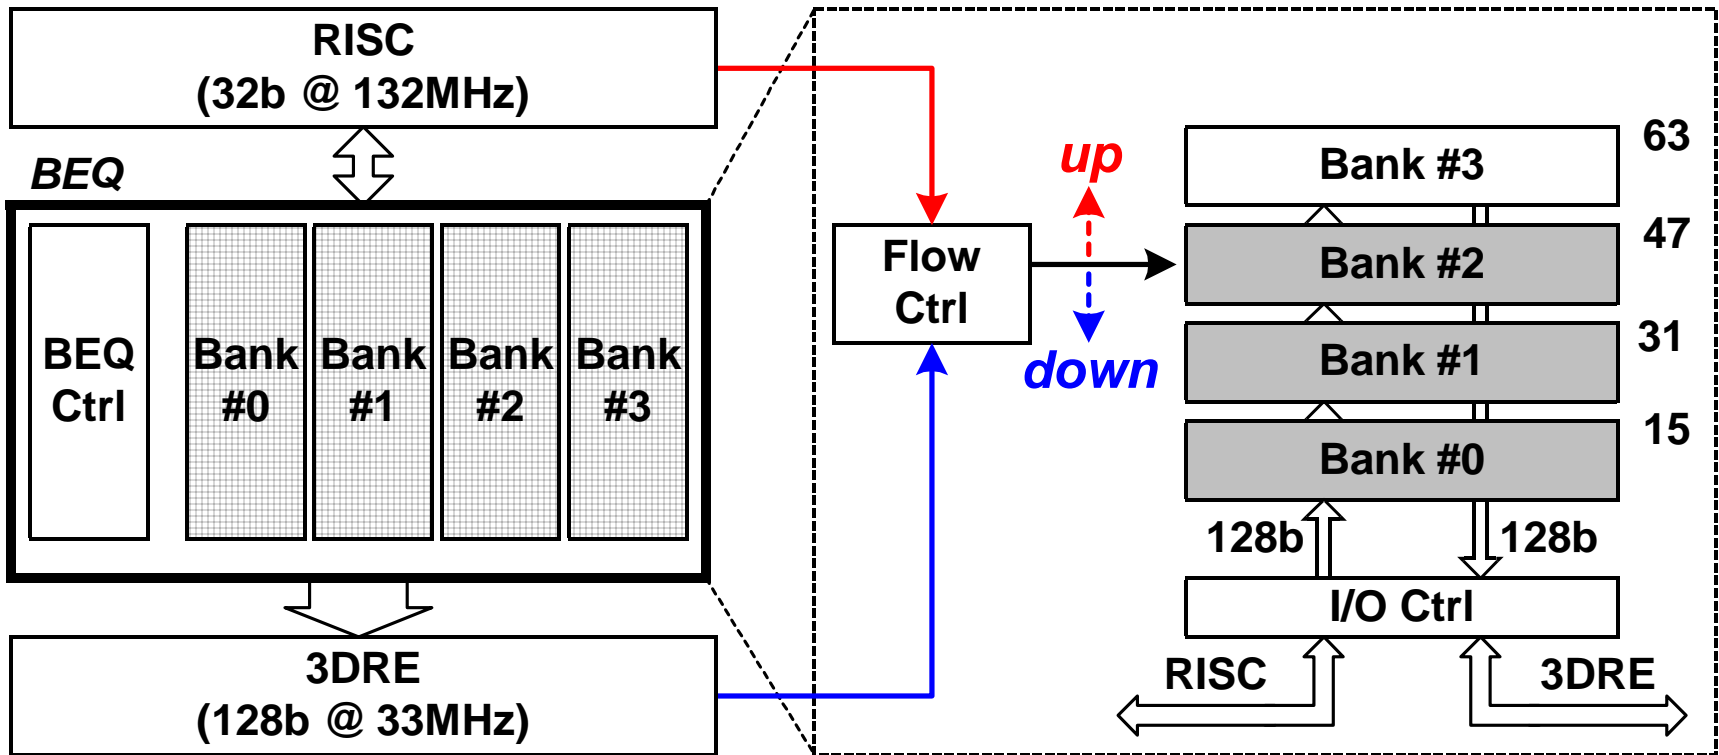 RISC
(32b @ 132MHz)
BEQ
BEQ
Ctrl
Bank
#0
Bank
#1
Bank
#2
Bank
#3
3DRE
(128b @ 33MHz)
Flow
Ctrl
up
down
Bank #3
63
Bank #2
47
Bank #1
31
Bank #0
15
128b
128b
I/O Ctrl
RISC
3DRE